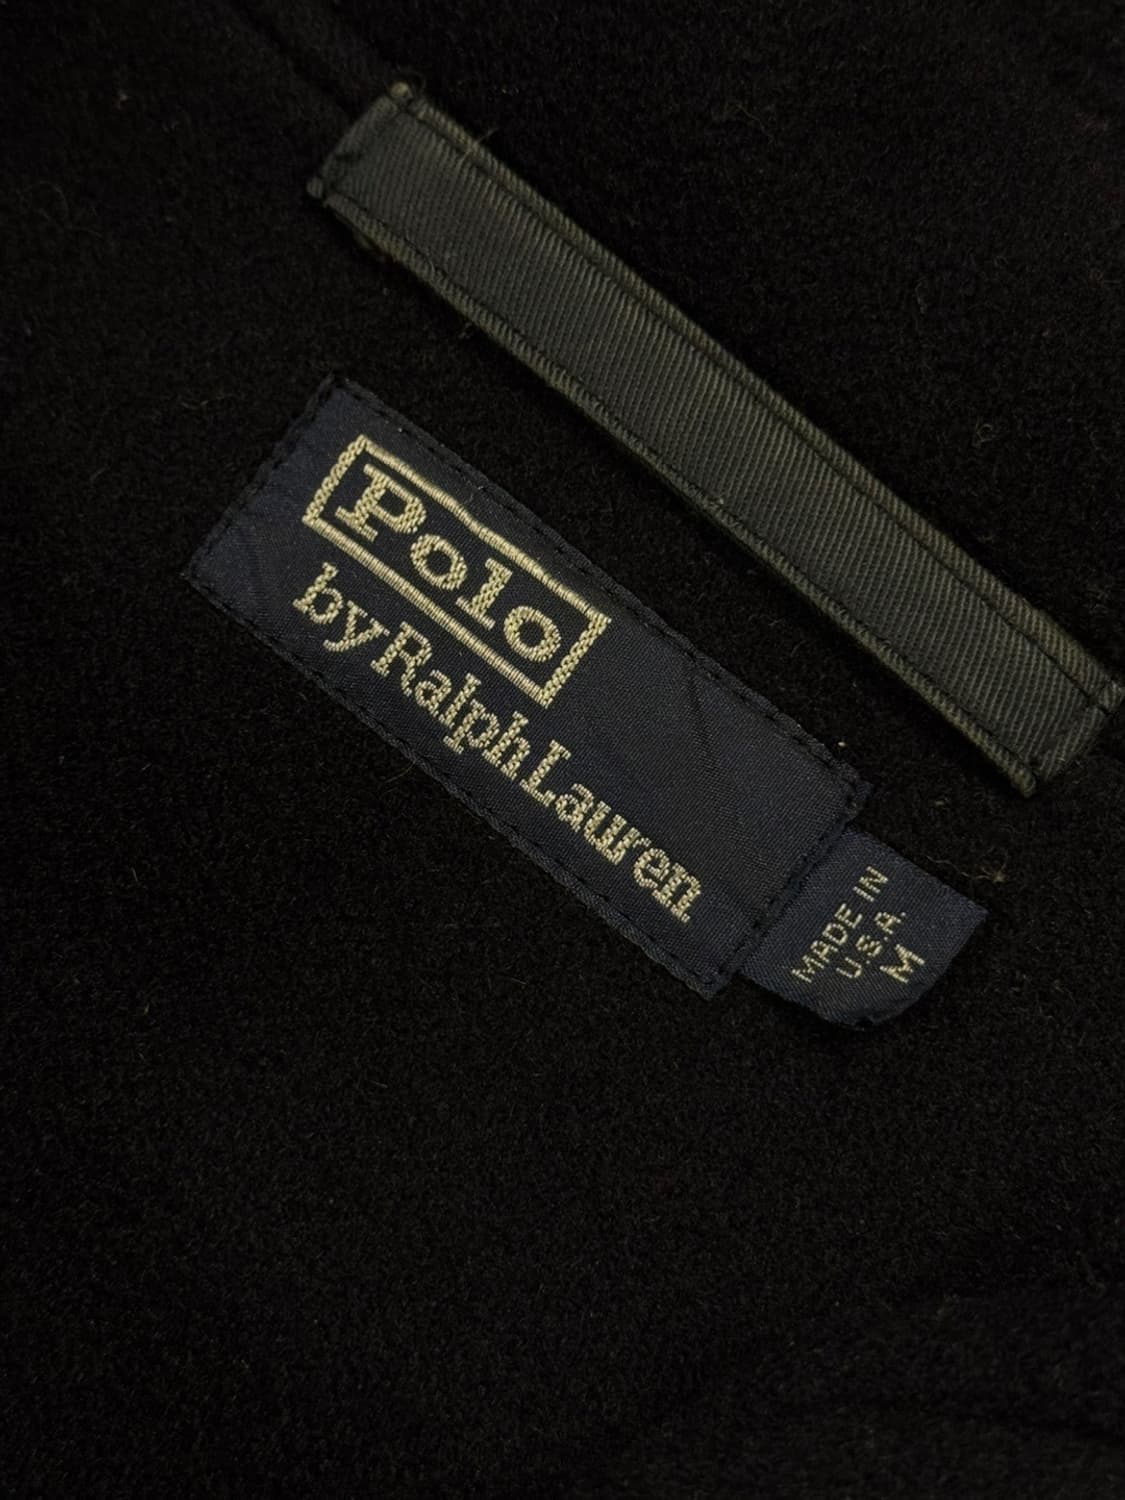 Polo
by Ralph Lauren
MADE IN
U.S.A.
M